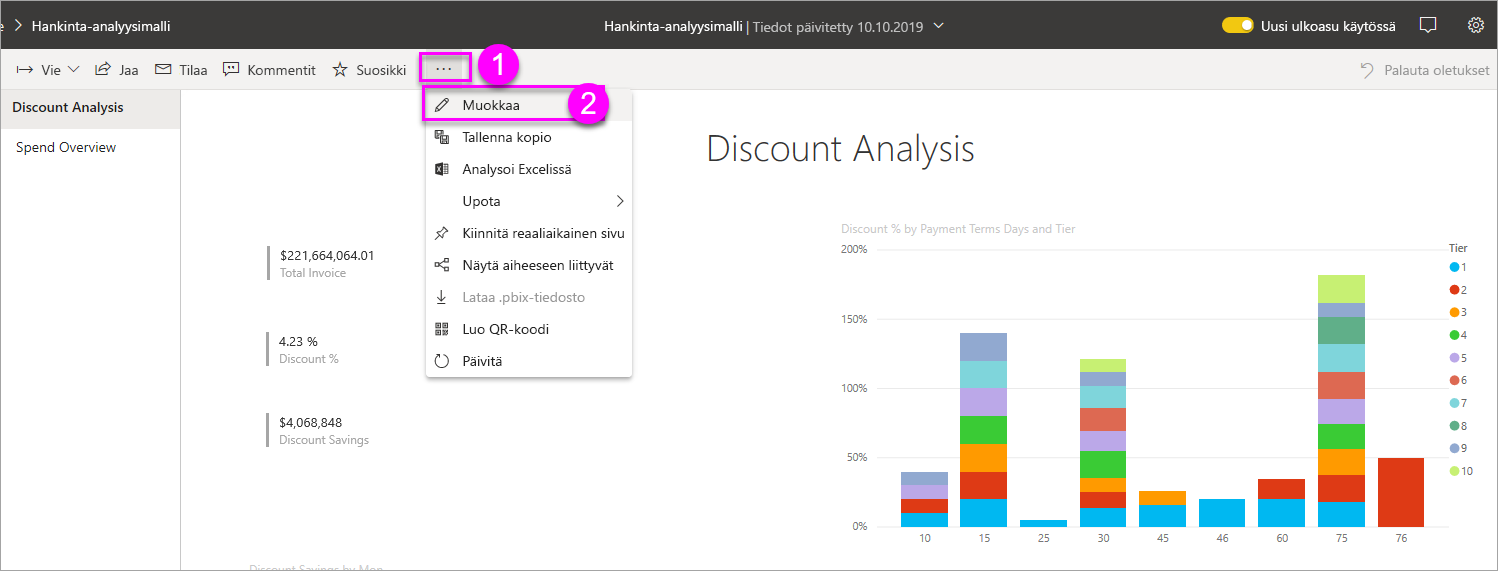 e > Hankinta-analyysimalli
Hankinta-analyysimalli | Tiedot päivitetty 10.10.2019
Uusi ulkoasu käytössä
Vie
Jaa
Tilaa
Kommentit
Suosikki
...
1
Palauta oletukset
Discount Analysis
Spend Overview
Muokkaa
2
Tallenna kopio
Analysoi Excelissä
Upota
Kiinnitä reaaliaikainen sivu
Näytä aiheeseen liittyvät
Lataa .pbix-tiedosto
Luo QR-koodi
Päivitä
Discount Analysis
$221,664,064.01
Total Invoice
4.23 %
Discount %
$4,068,848
Discount Savings
Discount % by Payment Terms Days and Tier
200%
150%
100%
50%
0%
10 15 25 30 45 46 60 75 76
Tier
1
2
3
4
5
6
7
8
9
10
Discount Savings by Mon